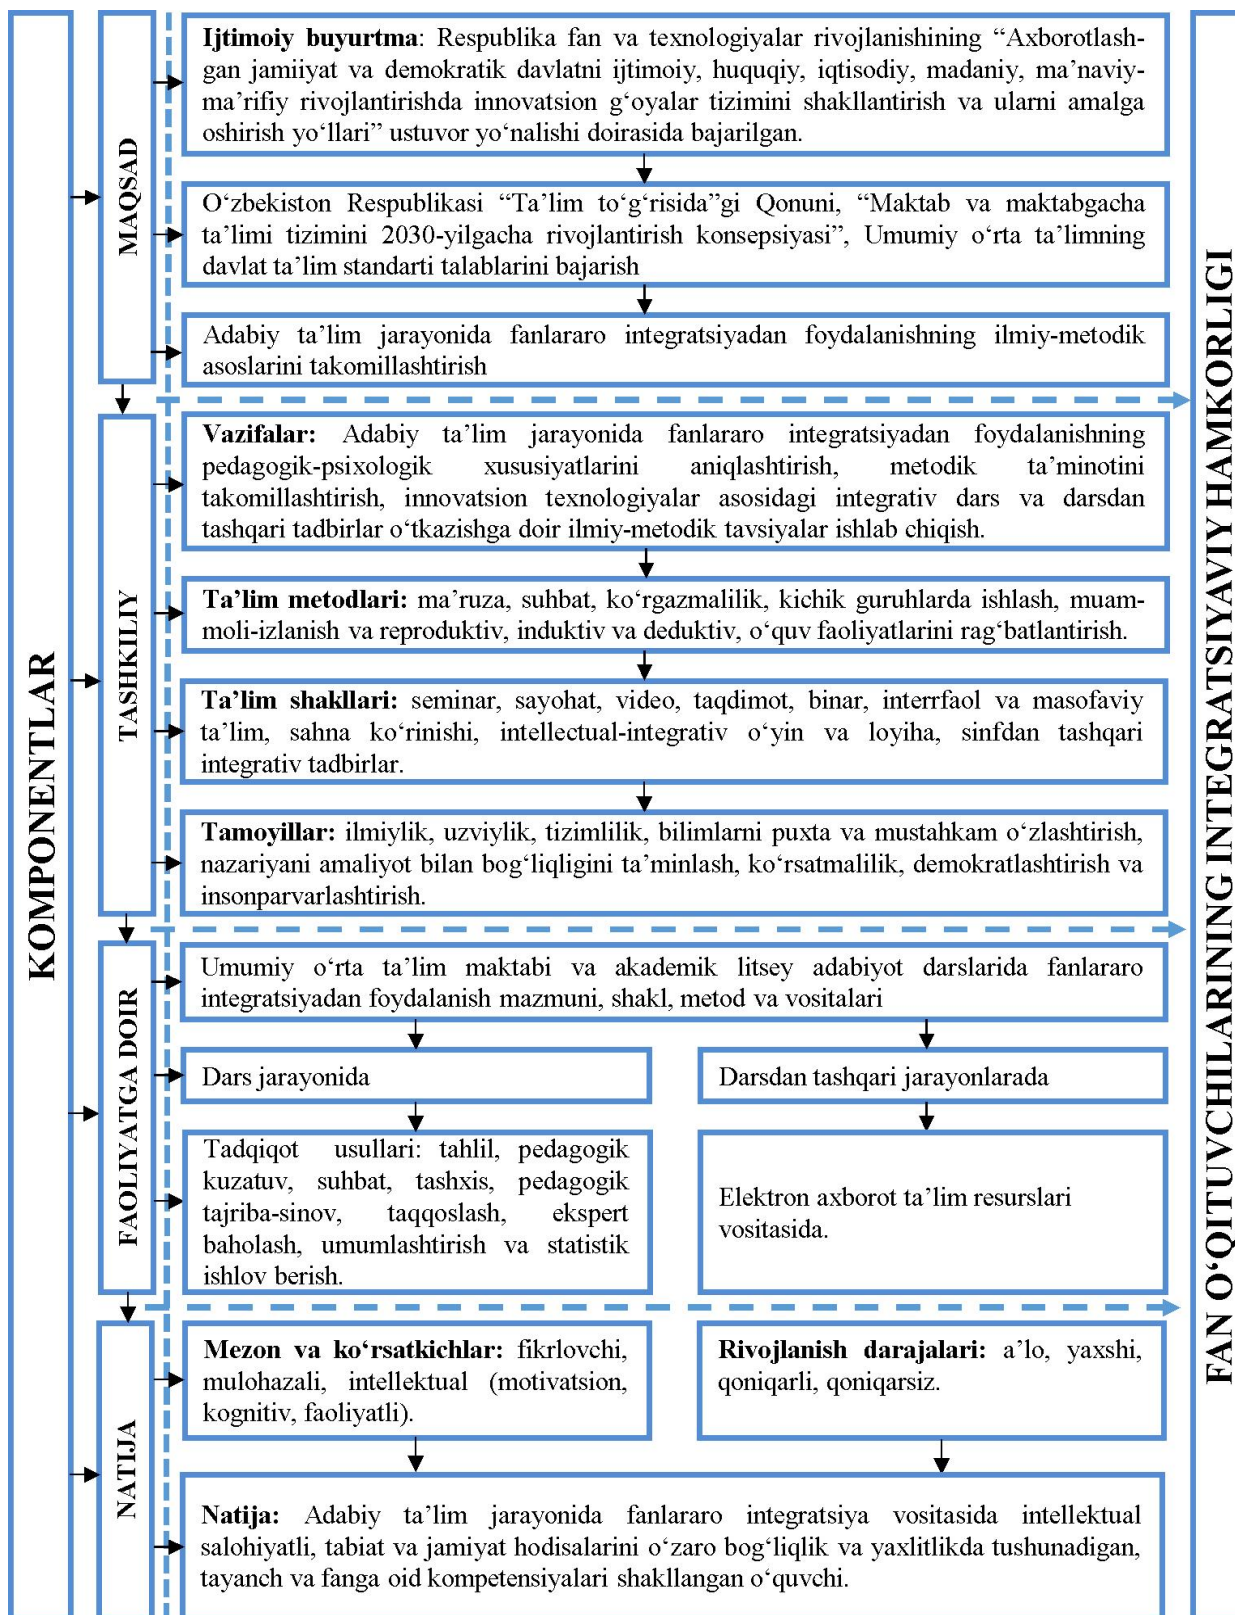 KOMPONENTLAR
MAQSAD
Ijtimoiy buyurtma: Respublika fan va texnologiyalar rivojlanishining “Axborotlash-
gan jamiiyat va demokratik davlatni ijtimoiy, huquqiy, iqtisodiy, madaniy, ma’naviy-
ma’rifiy rivojlantirishda innovatsion g‘oyalar tizimini shakllantirish va ularni amalga
oshirish yo‘llari” ustuvor yo‘nalishi doirasida bajarilgan.
O‘zbekiston Respublikasi “Ta’lim to‘g‘risida”gi Qonuni, “Maktab va maktabgacha
ta’limi tizimini 2030-yilgacha rivojlantirish konsepsiyasi”, Umumiy o‘rta ta’limning
davlat ta’lim standarti talablarini bajarish
Adabiy ta’lim jarayonida fanlararo integratsiyadan foydalanishning ilmiy-metodik
asoslarini takomillashtirish
TASHKILIY
Vazifalar: Adabiy ta’lim jarayonida fanlararo integratsiyadan foydalanishning
pedagogik-psixologik xususiyatlarini aniqlashtirish, metodik ta’minotini
takomillashtirish, innovatsion texnologiyalar asosidagi integrativ dars va darsdan
tashqari tadbirlar o‘tkazishga doir ilmiy-metodik tavsiyalar ishlab chiqish.
Ta’lim metodlari: ma’ruza, suhbat, ko‘rgazmalilik, kichik guruhlarda ishlash, muam-
moli-izlanish va reproduktiv, induktiv va deduktiv, o‘quv faoliyatlarini rag‘batlantirish.
Ta’lim shakllari: seminar, sayohat, video, taqdimot, binar, interrfaol va masofaviy
ta’lim, sahna ko‘rinishi, intellectual-integrativ o‘yin va loyiha, sinfdan tashqari
integrativ tadbirlar.
Tamoyillar: ilmiylik, uzviylik, tizimlilik, bilimlarni puxta va mustahkam o‘zlashtirish,
nazariyani amaliyot bilan bog‘liqligini ta’minlash, ko‘rsatmalilik, demokratlashtirish va
insonparvarlashtirish.
FAOLIYATGA DOIR
Umumiy o‘rta ta’lim maktabi va akademik litsey adabiyot darslarida fanlararo
integratsiyadan foydalanish mazmuni, shakl, metod va vositalari
Dars jarayonida
Darsdan tashqari jarayonlarada
Tadqiqot usullari: tahlil, pedagogik
kuzatuv, suhbat, tashxis, pedagogik
tajriba-sinov, taqqoslash, ekspert
baholash, umumlashtirish va statistik
ishlov berish.
Elektron axborot ta’lim resurslari
vositasida.
NATIJA
Mezon va ko‘rsatkichlar: fikrlovchi,
mulohazali, intellektual (motivatsion,
kognitiv, faoliyatli).
Rivojlanish darajalari: a’lo, yaxshi,
qoniqarli, qoniqarsiz.
Natija: Adabiy ta’lim jarayonida fanlararo integratsiya vositasida intellektual
salohiyatli, tabiat va jamiyat hodisalarini o‘zaro bog‘liqlik va yaxlitlikda tushunadigan,
tayanch va fanga oid kompetensiyalari shakllangan o‘quvchi.
FAN O‘QITUVCHILARINING INTEGRATSIYAVIY HAMKORLIGI